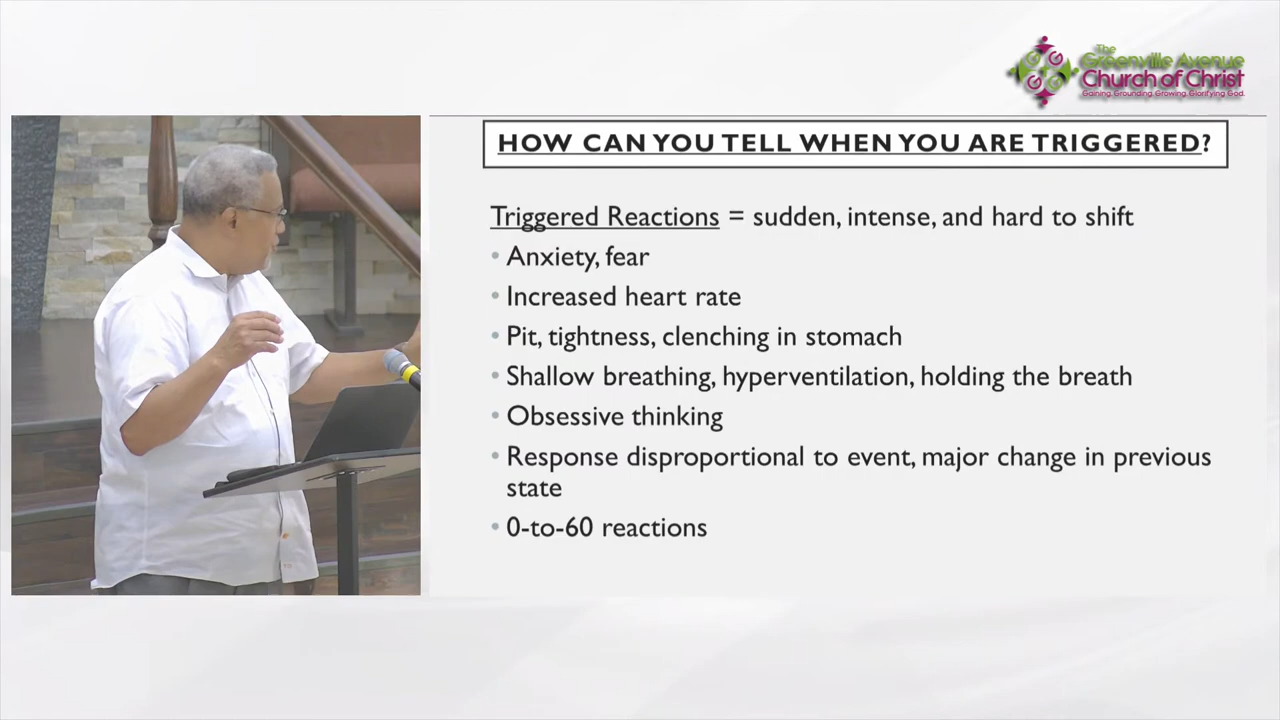 The
Greenville Avenue
Church of Christ
Gaining. Grounding. Growing. Glorifying God.
HOW CAN YOU TELL WHEN YOU ARE TRIGGERED?
Triggered Reactions = sudden, intense, and hard to shift
• Anxiety, fear
• Increased heart rate
• Pit, tightness, clenching in stomach
• Shallow breathing, hyperventilation, holding the breath
• Obsessive thinking
• Response disproportional to event, major change in previous
state
• 0-to-60 reactions